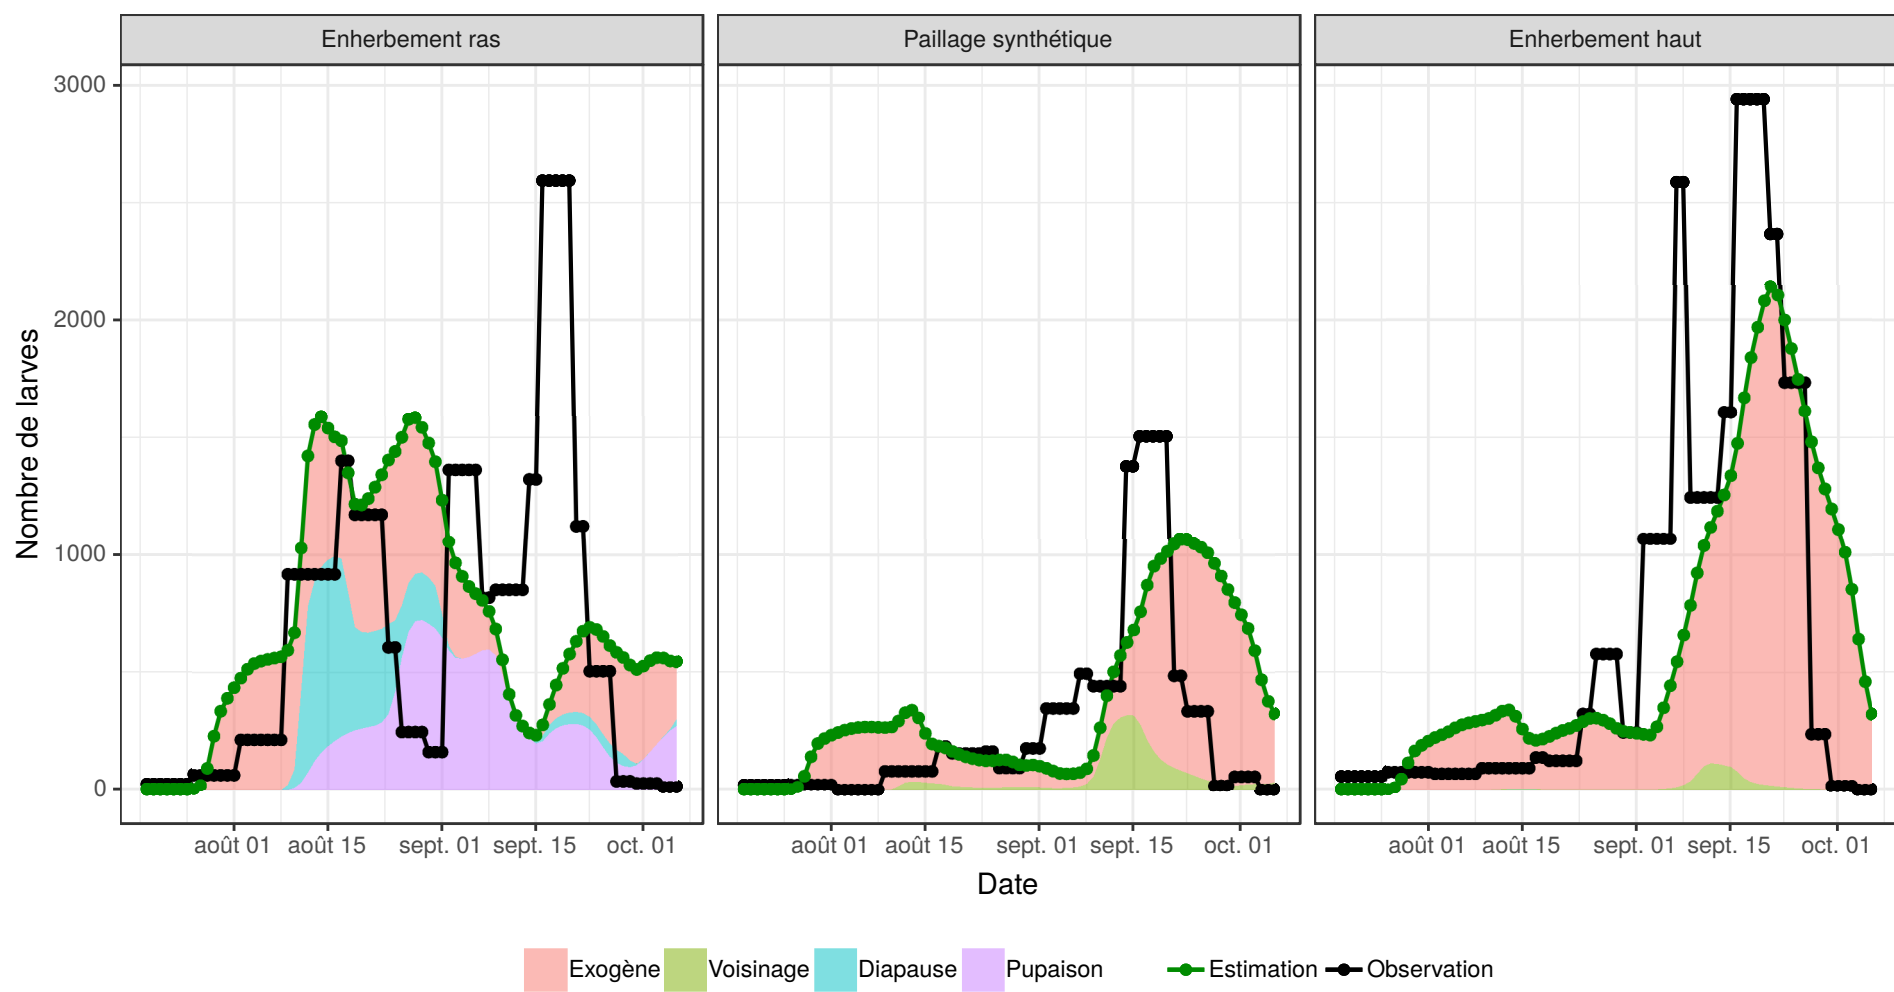 Enherbement ras
Paillage synthétique
Enherbement haut
Nombre de larves
3000
2000
1000
0
août 01 août 15 sept. 01 sept. 15 oct. 01
août 01 août 15 sept. 01 sept. 15 oct. 01
août 01 août 15 sept. 01 sept. 15 oct. 01
Date
Exogène Voisinage Diapause Pupaison Estimation Observation